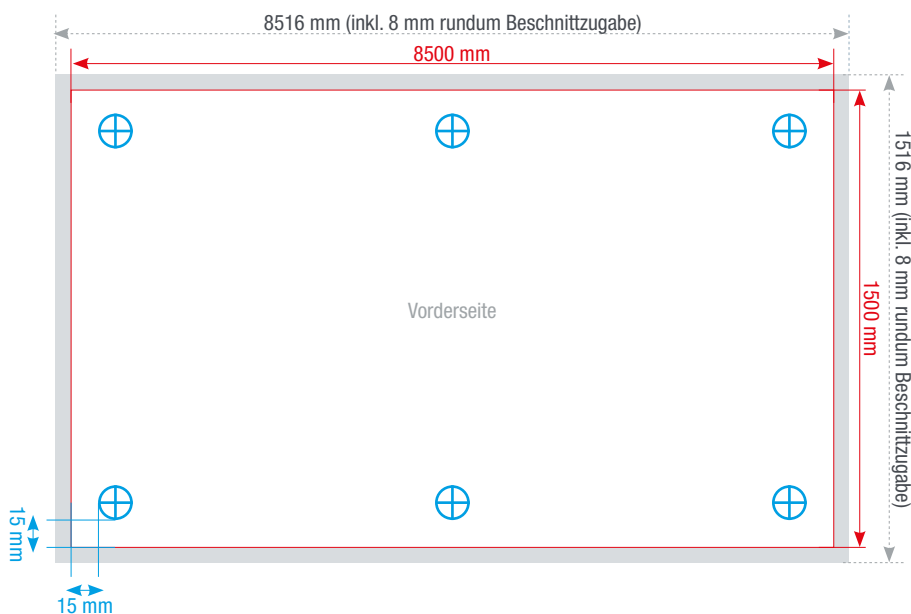 8516 mm (inkl. 8 mm rundum Beschnittzugabe)
8500 mm
1516 mm (inkl. 8 mm rundum Beschnittzugabe)
1500 mm
Vorderseite
15 mm
15 mm